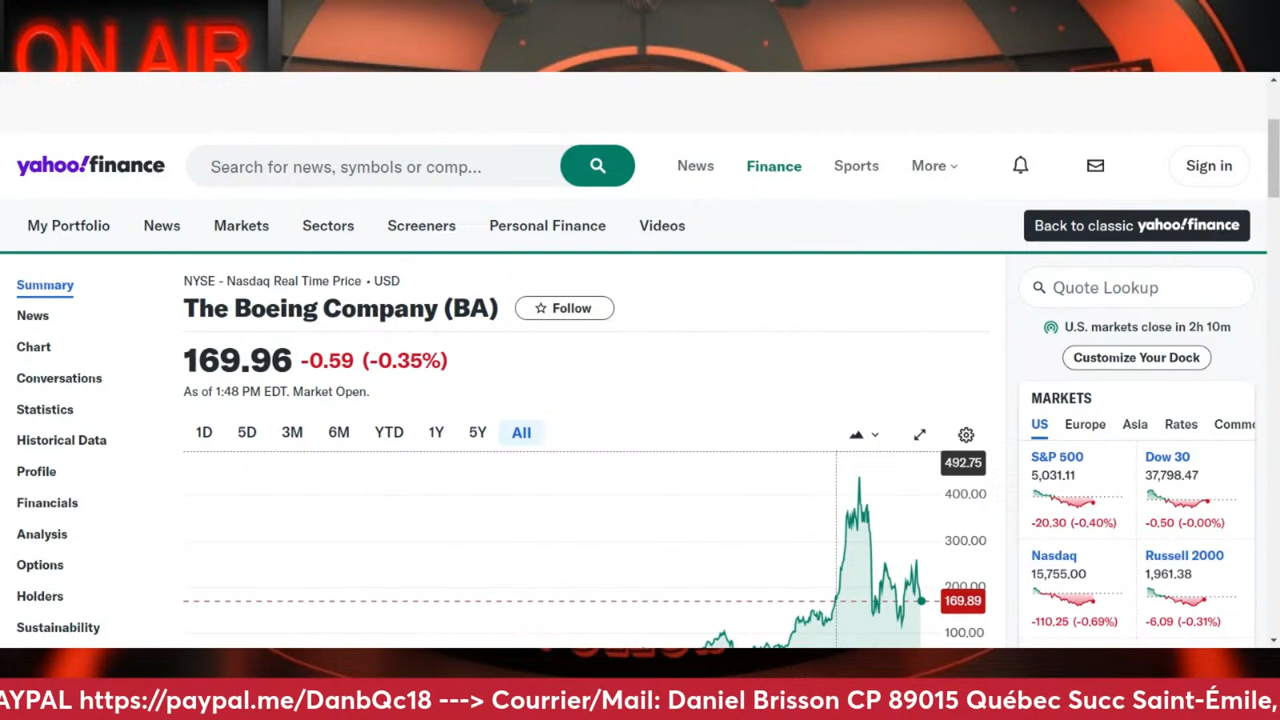 ON AIR
yahoo!finance
Search for news, symbols or comp...
News
Finance
Sports
More
Sign in
My Portfolio
News
Markets
Sectors
Screeners
Personal Finance
Videos
Back to classic yahoo!finance
Summary
News
Chart
Conversations
Statistics
Historical Data
Profile
Financials
Analysis
Options
Holders
Sustainability
NYSE - Nasdaq Real Time Price • USD
The Boeing Company (BA)
Follow
169.96 -0.59 (-0.35%)
As of 1:48 PM EDT. Market Open.
1D 5D 3M 6M YTD 1Y 5Y All
492.75
400.00
300.00
200.00
169.89
100.00
Quote Lookup
U.S. markets close in 2h 10m
Customize Your Dock
MARKETS
US Europe Asia Rates Comm
S&P 500
5,031.11
-20.30 (-0.40%)
Dow 30
37,798.47
-0.50 (-0.00%)
Nasdaq
15,755.00
-110.25 (-0.69%)
Russell 2000
1,961.38
-6.09 (-0.31%)
AYPAL https://paypal.me/DanbQc18 ---> Courrier/Mail: Daniel Brisson CP 89015 Québec Succ Saint-Émile,